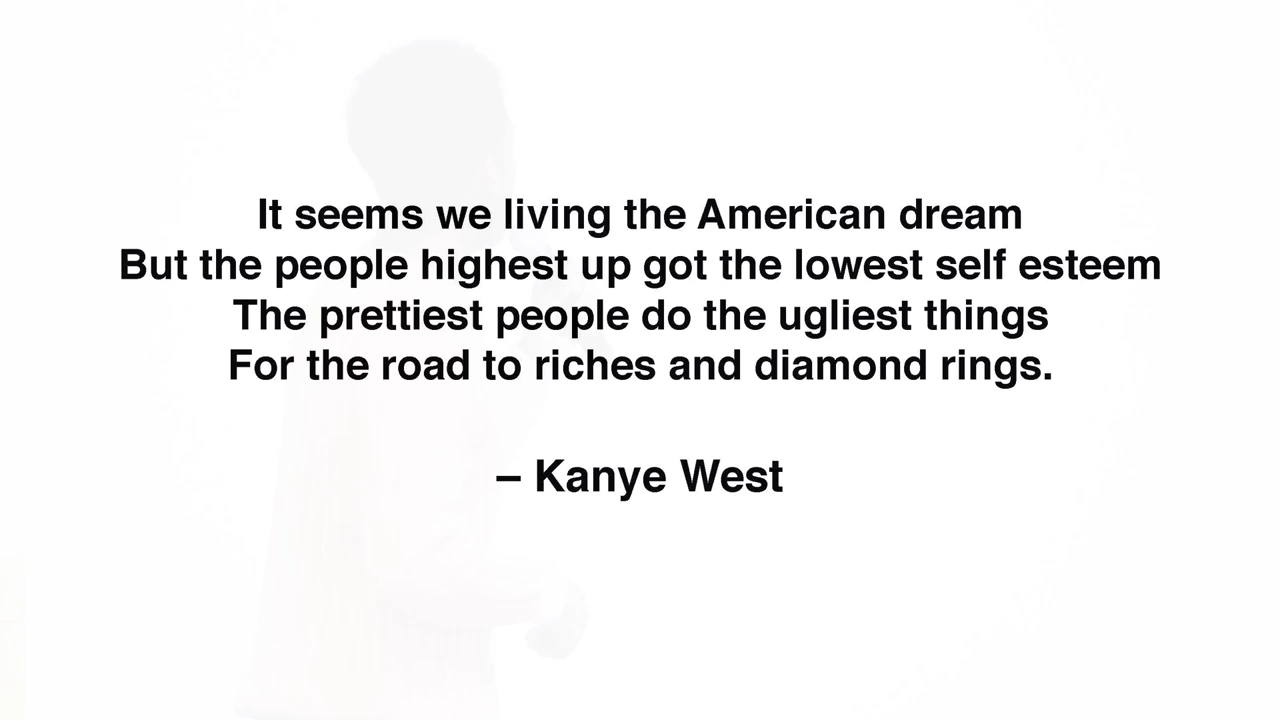 It seems we living the American dream
But the people highest up got the lowest self esteem
The prettiest people do the ugliest things
For the road to riches and diamond rings.
– Kanye West